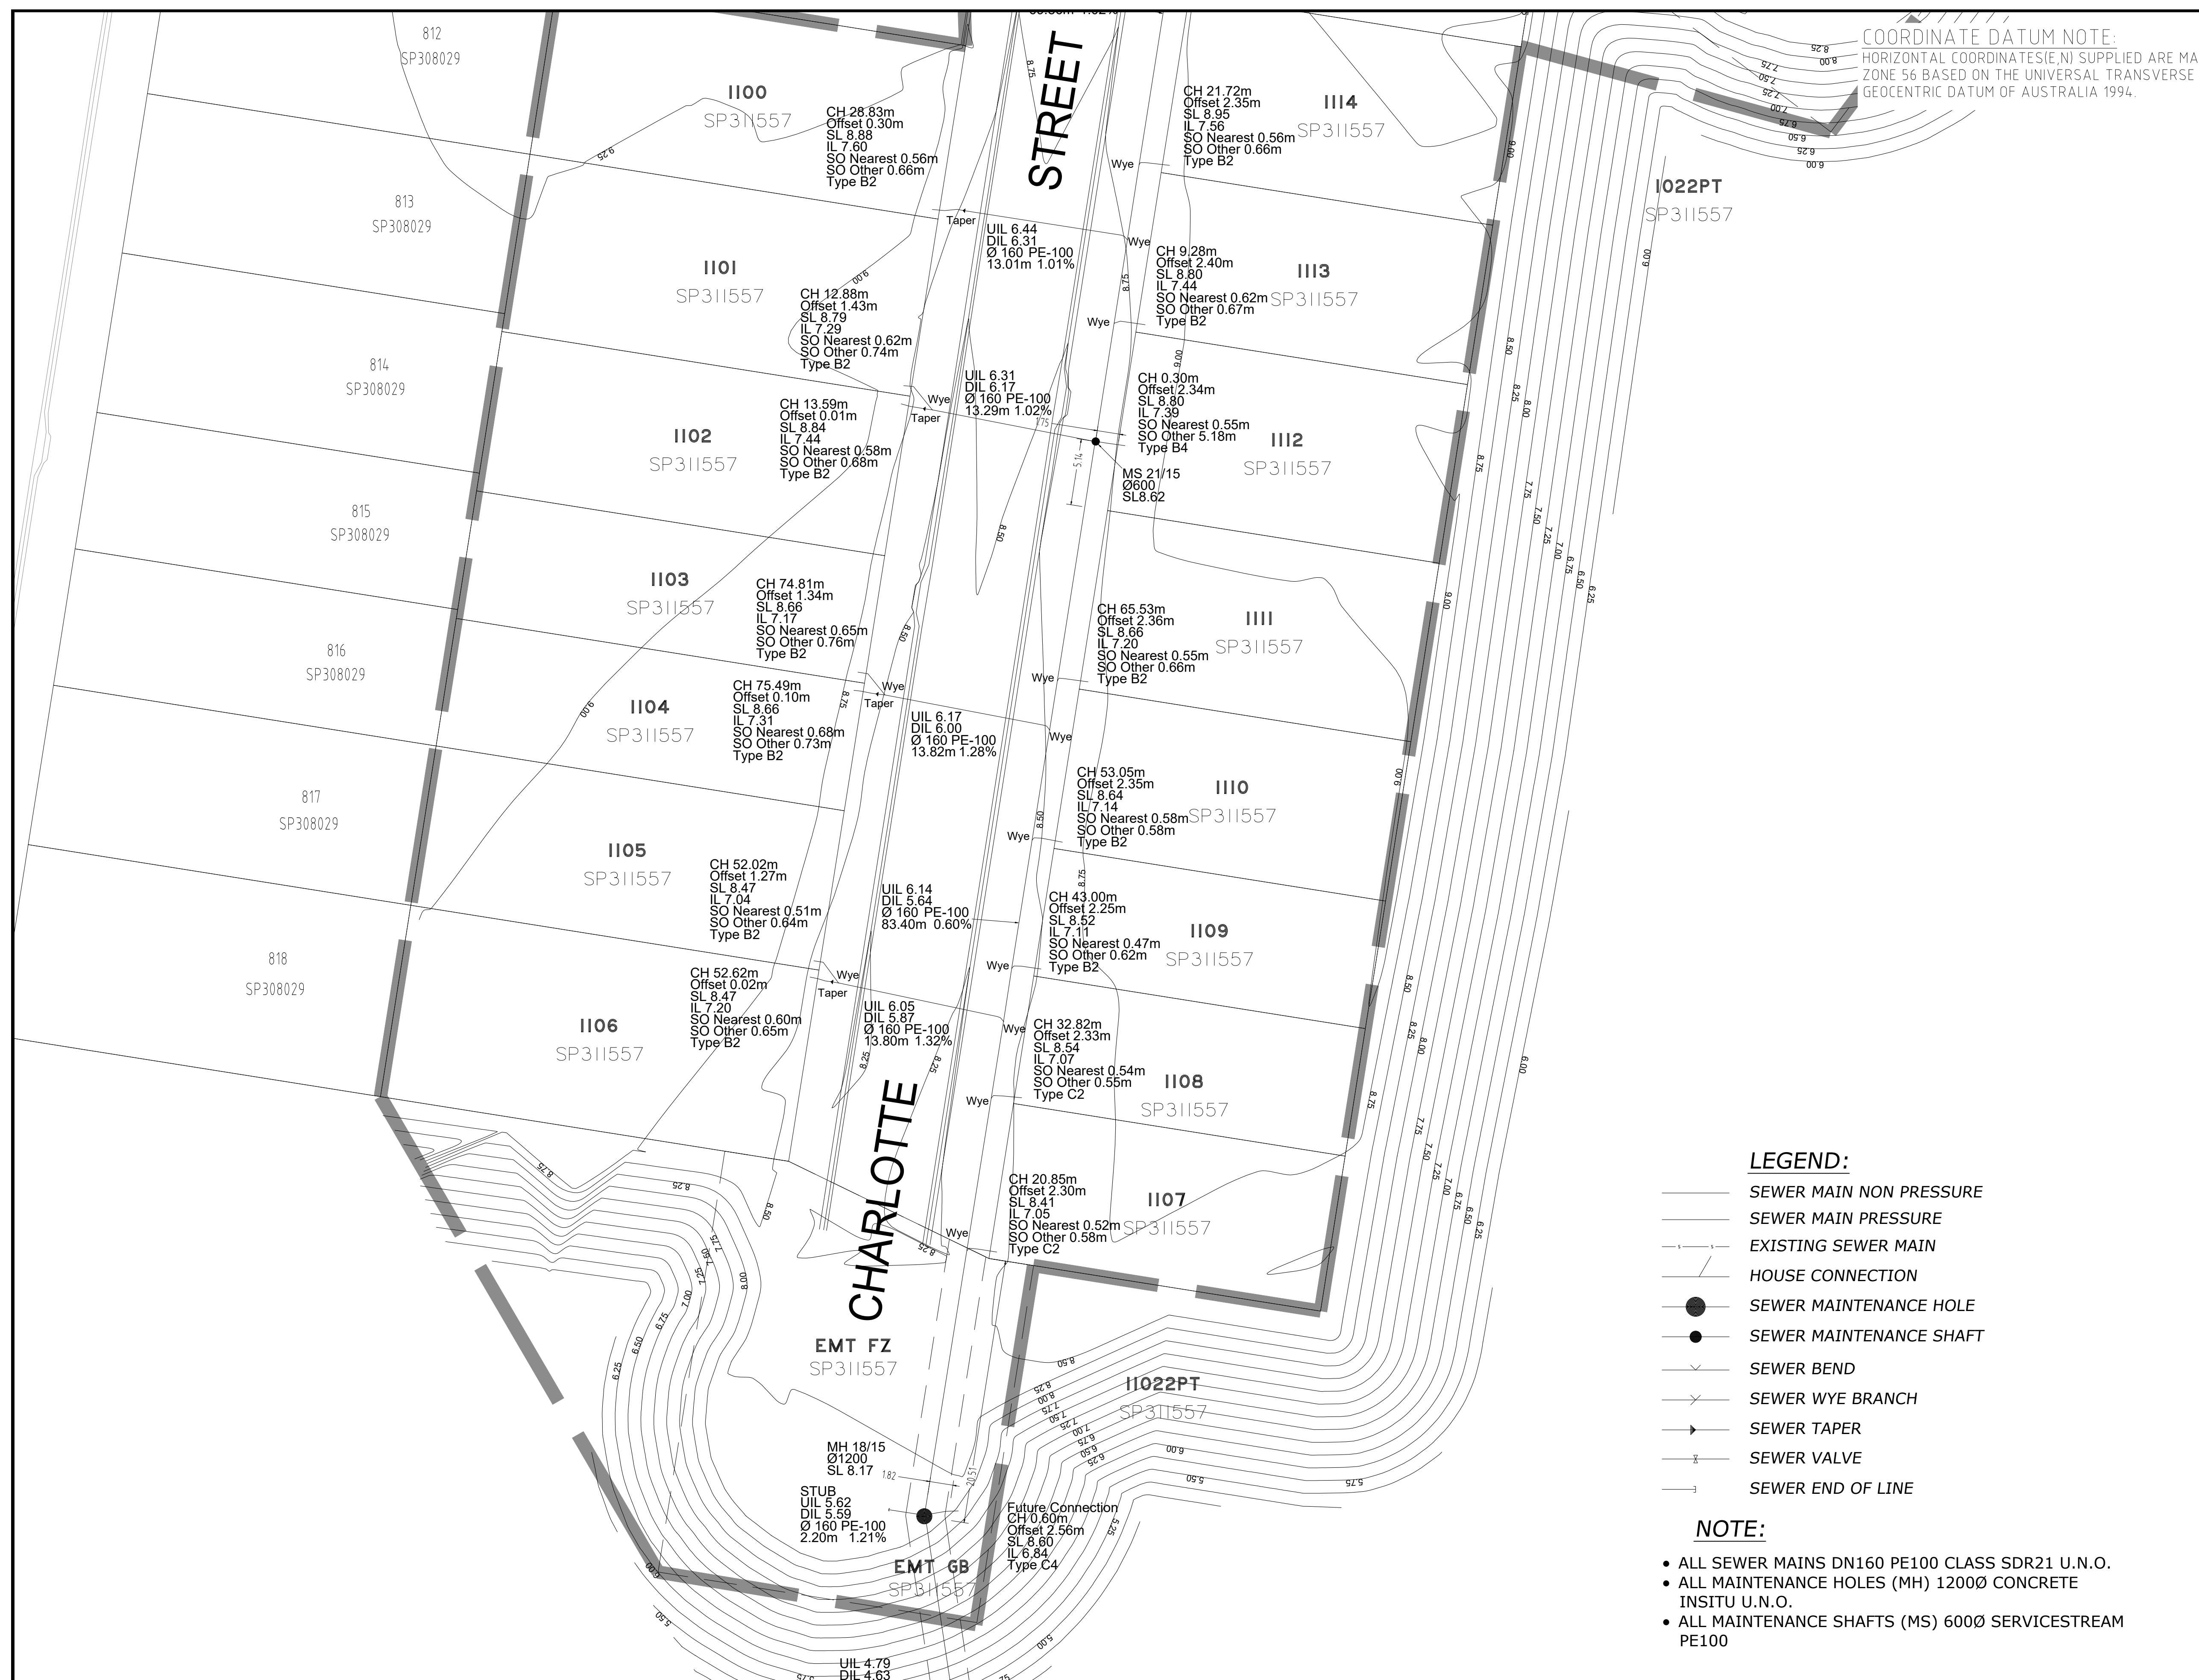 COORDINATE DATUM NOTE:
HORIZONTAL COORDINATES(E,N) SUPPLIED ARE MA
ZONE 56 BASED ON THE UNIVERSAL TRANSVERSE
GEOCENTRIC DATUM OF AUSTRALIA 1994.
812
SP308029
813
SP308029
814
SP308029
815
SP308029
816
SP308029
817
SP308029
818
SP308029
1100
SP311557
CH 28.83m
Offset 0.30m
SL 8.88
IL 7.60
SO Nearest 0.56m
SO Other 0.66m
Type B2
1101
SP311557
CH 12.88m
Offset 1.43m
SL 8.79
IL 7.29
SO Nearest 0.62m
SO Other 0.74m
Type B2
1102
SP311557
CH 13.59m
Offset 0.01m
SL 8.84
IL 7.44
SO Nearest 0.58m
SO Other 0.68m
Type B2
1103
SP311557
CH 74.81m
Offset 1.34m
SL 8.66
IL 7.17
SO Nearest 0.65m
SO Other 0.76m
Type B2
1104
SP311557
CH 75.49m
Offset 0.10m
SL 8.66
IL 7.31
SO Nearest 0.68m
SO Other 0.73m
Type B2
1105
SP311557
CH 52.02m
Offset 1.27m
SL 8.47
IL 7.04
SO Nearest 0.51m
SO Other 0.64m
Type B2
1106
SP311557
CH 52.62m
Offset 0.02m
SL 8.47
IL 7.20
SO Nearest 0.60m
SO Other 0.65m
Type B2
STREET
Taper
UIL 6.44
DIL 6.31
Ø 160 PE-100
13.01m 1.01%
Wye
Wye
Wye
Taper
UIL 6.31
DIL 6.17
Ø 160 PE-100
13.29m 1.02%
1.75
5.14
Wye
Wye
Taper
UIL 6.17
DIL 6.00
Ø 160 PE-100
13.82m 1.28%
Wye
Wye
Wye
UIL 6.14
DIL 5.64
Ø 160 PE-100
83.40m 0.60%
Wye
Wye
Taper
UIL 6.05
DIL 5.87
Ø 160 PE-100
13.80m 1.32%
Wye
Wye
Wye
Wye
CHARLOTTE
CH 21.72m
Offset 2.35m
SL 8.95
IL 7.56
SO Nearest 0.56m
SO Other 0.66m
Type B2
1114
SP311557
CH 9.28m
Offset 2.40m
SL 8.80
IL 7.44
SO Nearest 0.62m
SO Other 0.67m
Type B2
1113
SP311557
CH 0.30m
Offset 2.34m
SL 8.80
IL 7.39
SO Nearest 0.55m
SO Other 5.18m
Type B4
1112
SP311557
MS 21/15
Ø600
SL8.62
CH 65.53m
Offset 2.36m
SL 8.66
IL 7.20
SO Nearest 0.55m
SO Other 0.66m
Type B2
1111
SP311557
CH 53.05m
Offset 2.35m
SL 8.64
IL 7.14
SO Nearest 0.58m
SO Other 0.58m
Type B2
1110
SP311557
CH 43.00m
Offset 2.25m
SL 8.52
IL 7.11
SO Nearest 0.47m
SO Other 0.62m
Type B2
1109
SP311557
CH 32.82m
Offset 2.33m
SL 8.54
IL 7.07
SO Nearest 0.54m
SO Other 0.55m
Type C2
1108
SP311557
CH 20.85m
Offset 2.30m
SL 8.41
IL 7.05
SO Nearest 0.52m
SO Other 0.58m
Type C2
1107
SP311557
1022PT
SP311557
EMT FZ
SP311557
11022PT
SP311557
MH 18/15
Ø1200
SL 8.17
1.82
20.51
STUB
UIL 5.62
DIL 5.59
Ø 160 PE-100
2.20m 1.21%
Future Connection
CH 0.60m
Offset 2.56m
SL 8.60
IL 6.84
Type C4
EMT GB
SP311557
UIL 4.79
DIL 4.63
LEGEND:
SEWER MAIN NON PRESSURE
SEWER MAIN PRESSURE
EXISTING SEWER MAIN
HOUSE CONNECTION
SEWER MAINTENANCE HOLE
SEWER MAINTENANCE SHAFT
SEWER BEND
SEWER WYE BRANCH
SEWER TAPER
SEWER VALVE
SEWER END OF LINE
NOTE:
• ALL SEWER MAINS DN160 PE100 CLASS SDR21 U.N.O.
• ALL MAINTENANCE HOLES (MH) 1200Ø CONCRETE
INSITU U.N.O.
• ALL MAINTENANCE SHAFTS (MS) 600Ø SERVICESTREAM
PE100